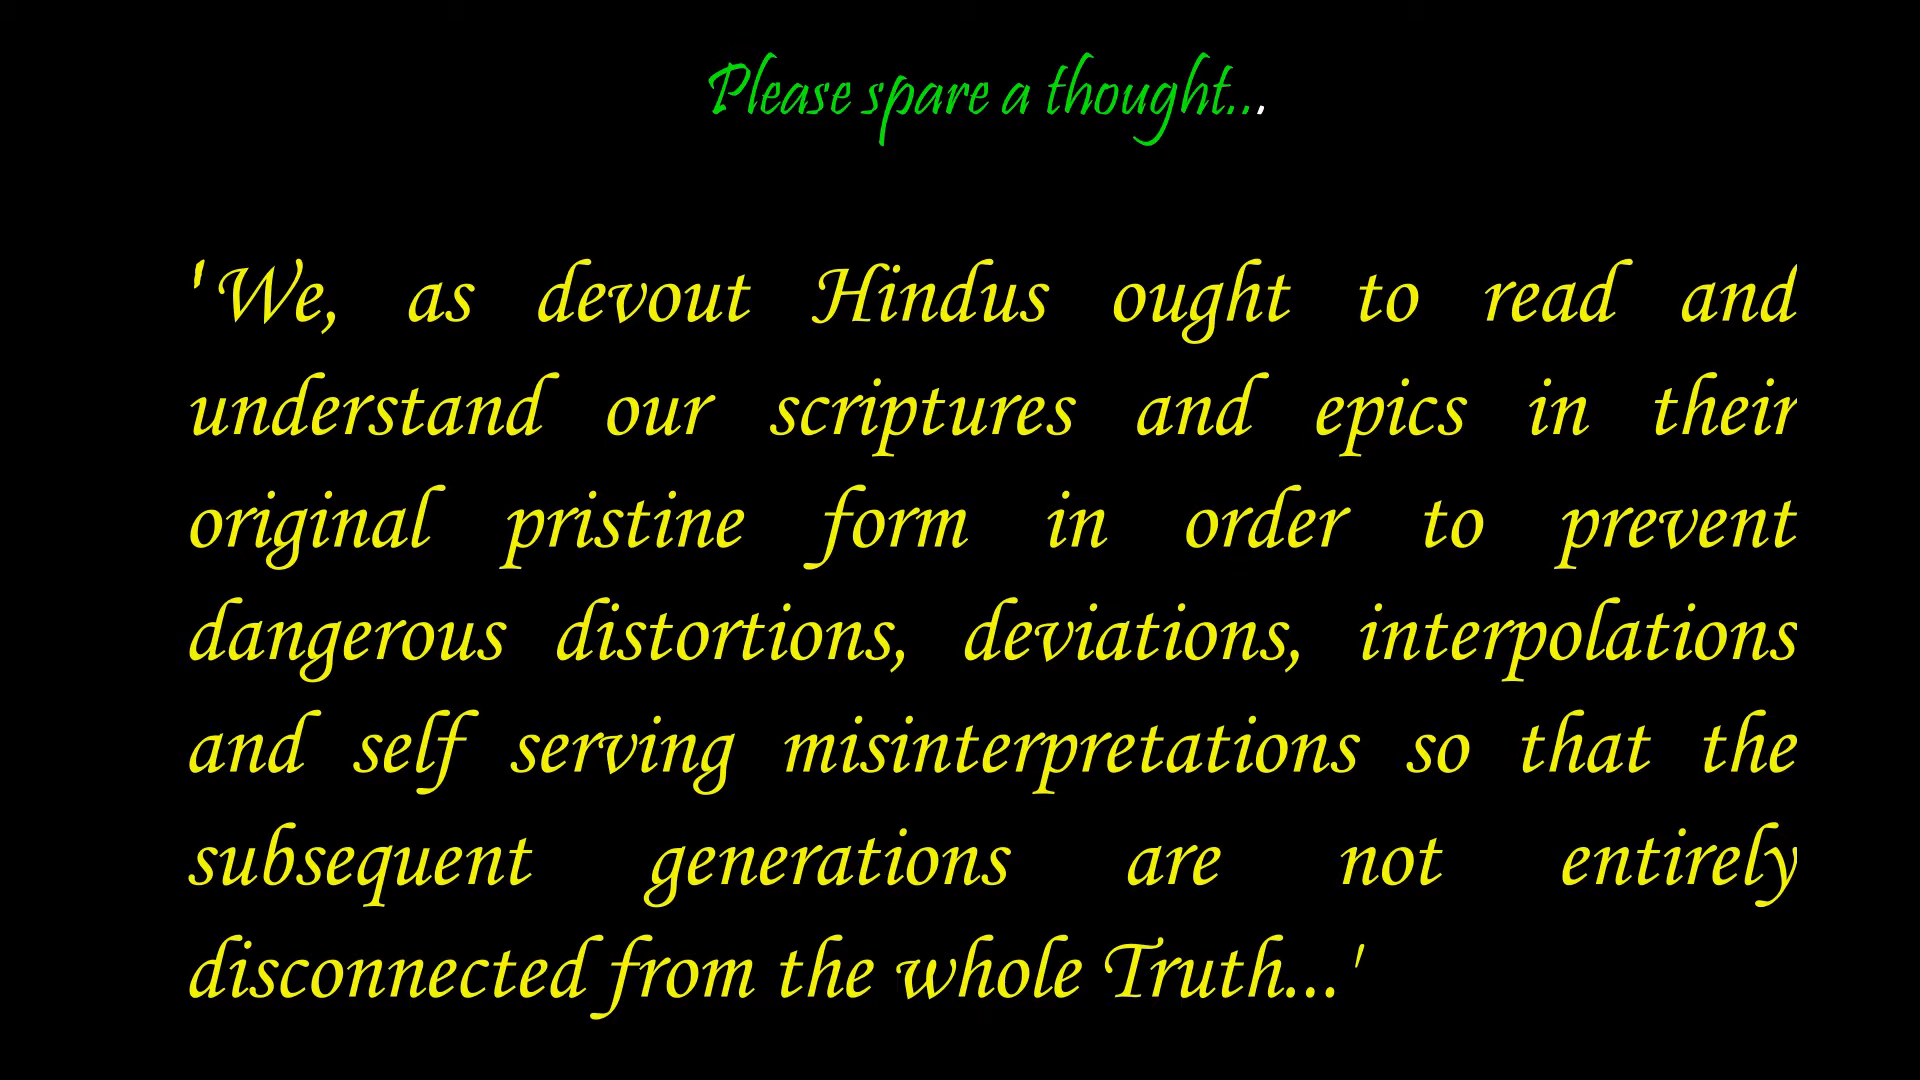 Please spare a thought...
'We, as devout Hindus ought to read and
understand our scriptures and epics in their
original pristine form in order to prevent
dangerous distortions, deviations, interpolations
and self serving misinterpretations so that the
subsequent generations are not entirely
disconnected from the whole Truth...'